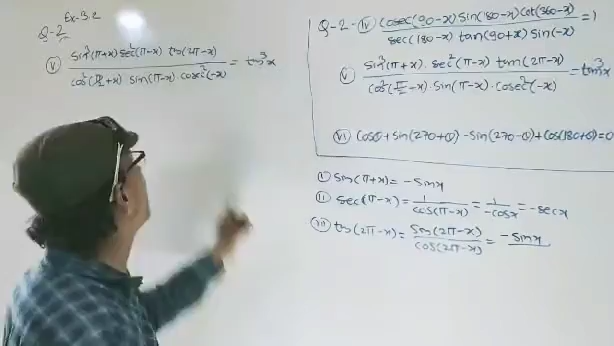 Ex-3.2
Q-2
(v) sin³(π+x) sec²(π-x) tn(2π-x) / cos²(π/2+x) sin(π-x) cosec²(-x) = tan³x
Q-2- (iv) cosec(90-x) sin(180-x) cot(360-x) / sec(180-x) tan(90+x) sin(-x) = 1
(v) sin³(π+x). sec²(π-x) tan(2π-x) / cos²(π/2-x). sin(π-x). cosec²(-x) = tan³x
(vi) cosθ + sin(270+θ) - sin(270-θ) + cos(180+θ) = 0
(i) sin(π+x) = -sinx
(ii) sec(π-x) = 1/cos(π-x) = 1/-cosx = -secx
(iii) tn(2π-x) = sin(2π-x)/cos(2π-x) = -sinx/